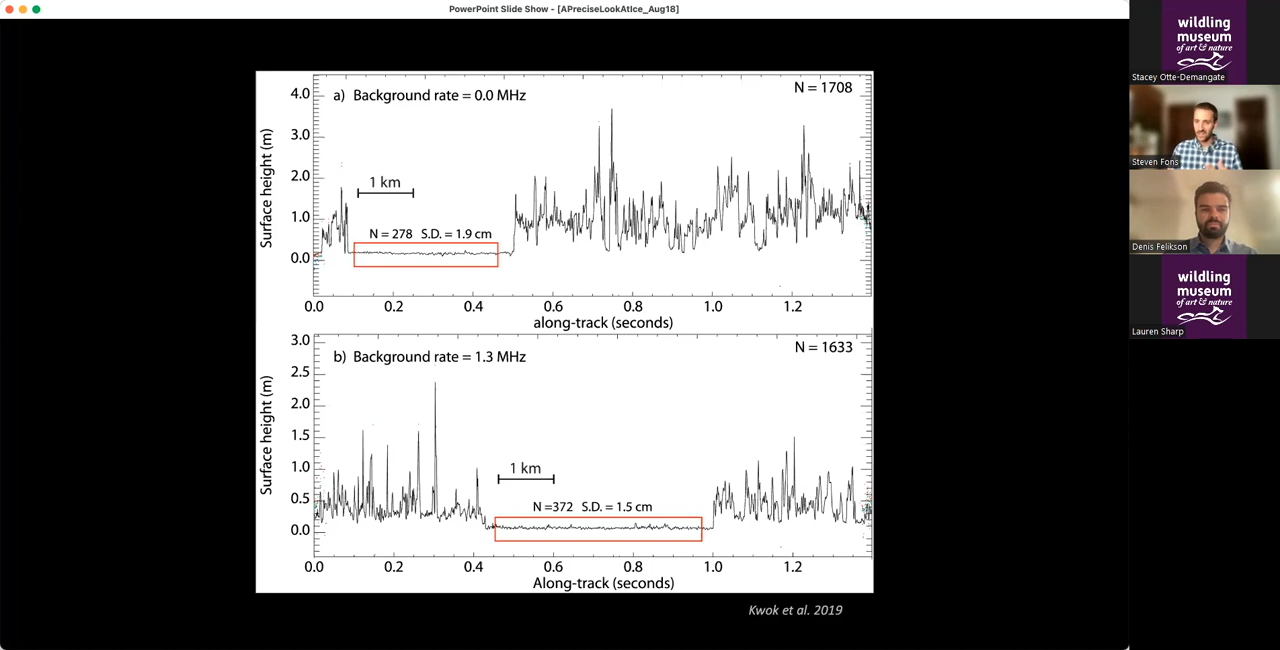 PowerPoint Slide Show - [APreciseLookAtIce_Aug18]
a) Background rate = 0.0 MHz
N = 1708
Surface height (m)
4.0
3.0
2.0
1.0
0.0
1 km
N = 278 S.D. = 1.9 cm
0.0 0.2 0.4 0.6 0.8 1.0 1.2
along-track (seconds)
b) Background rate = 1.3 MHz
N = 1633
Surface height (m)
3.0
2.5
2.0
1.5
1.0
0.5
0.0
1 km
N =372 S.D. = 1.5 cm
0.0 0.2 0.4 0.6 0.8 1.0 1.2
Along-track (seconds)
Kwok et al. 2019
wildling
museum
of art & nature
Stacey Otte-Demangate
Steven Fons
Denis Felikson
wildling
museum
of art & nature
Lauren Sharp